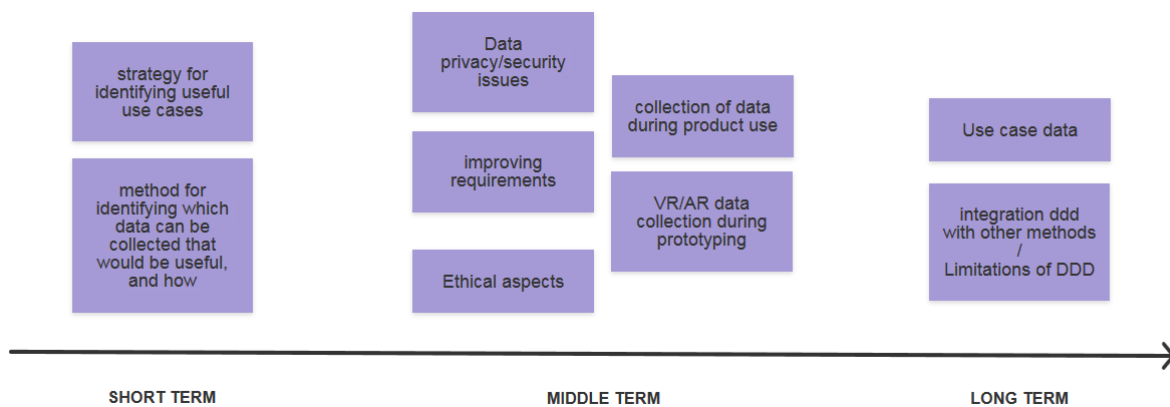 strategy for
identifying useful
use cases
method for
identifying which
data can be
collected that
would be useful,
and how
Data
privacy/security
issues
improving
requirements
Ethical aspects
collection of data
during product use
VR/AR data
collection during
prototyping
Use case data
integration ddd
with other methods
/
Limitations of DDD
SHORT TERM
MIDDLE TERM
LONG TERM